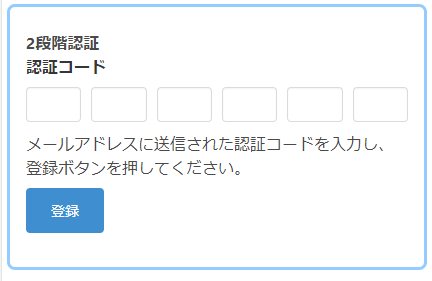 2段階認証
認証コード
メールアドレスに送信された認証コードを入力し、
登録ボタンを押してください。
登録